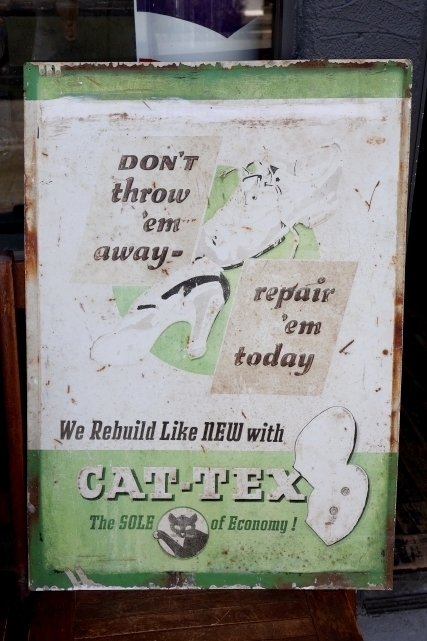 DON'T
throw
'em
away-
repair
'em
today
We Rebuild Like NEW with
CAT-TEX
The SOLE of Economy!